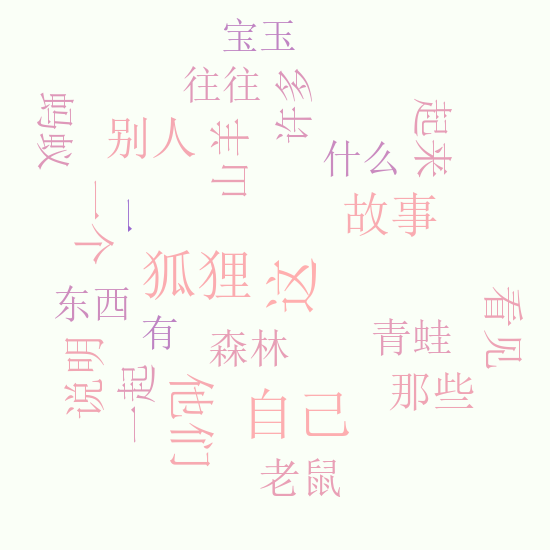 宝玉
往往
许多
蚂蚁
起来
别人
山羊
什么
一个
一
故事
狐狸
这
东西
有
森林
青蛙
看见
说明
一起
他们
自己
那些
老鼠